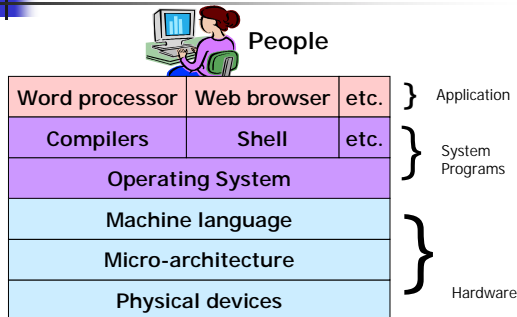 People
Word processor Web browser etc. } Application
Compilers Shell etc. } System Programs
Operating System
Machine language
Micro-architecture } Hardware
Physical devices